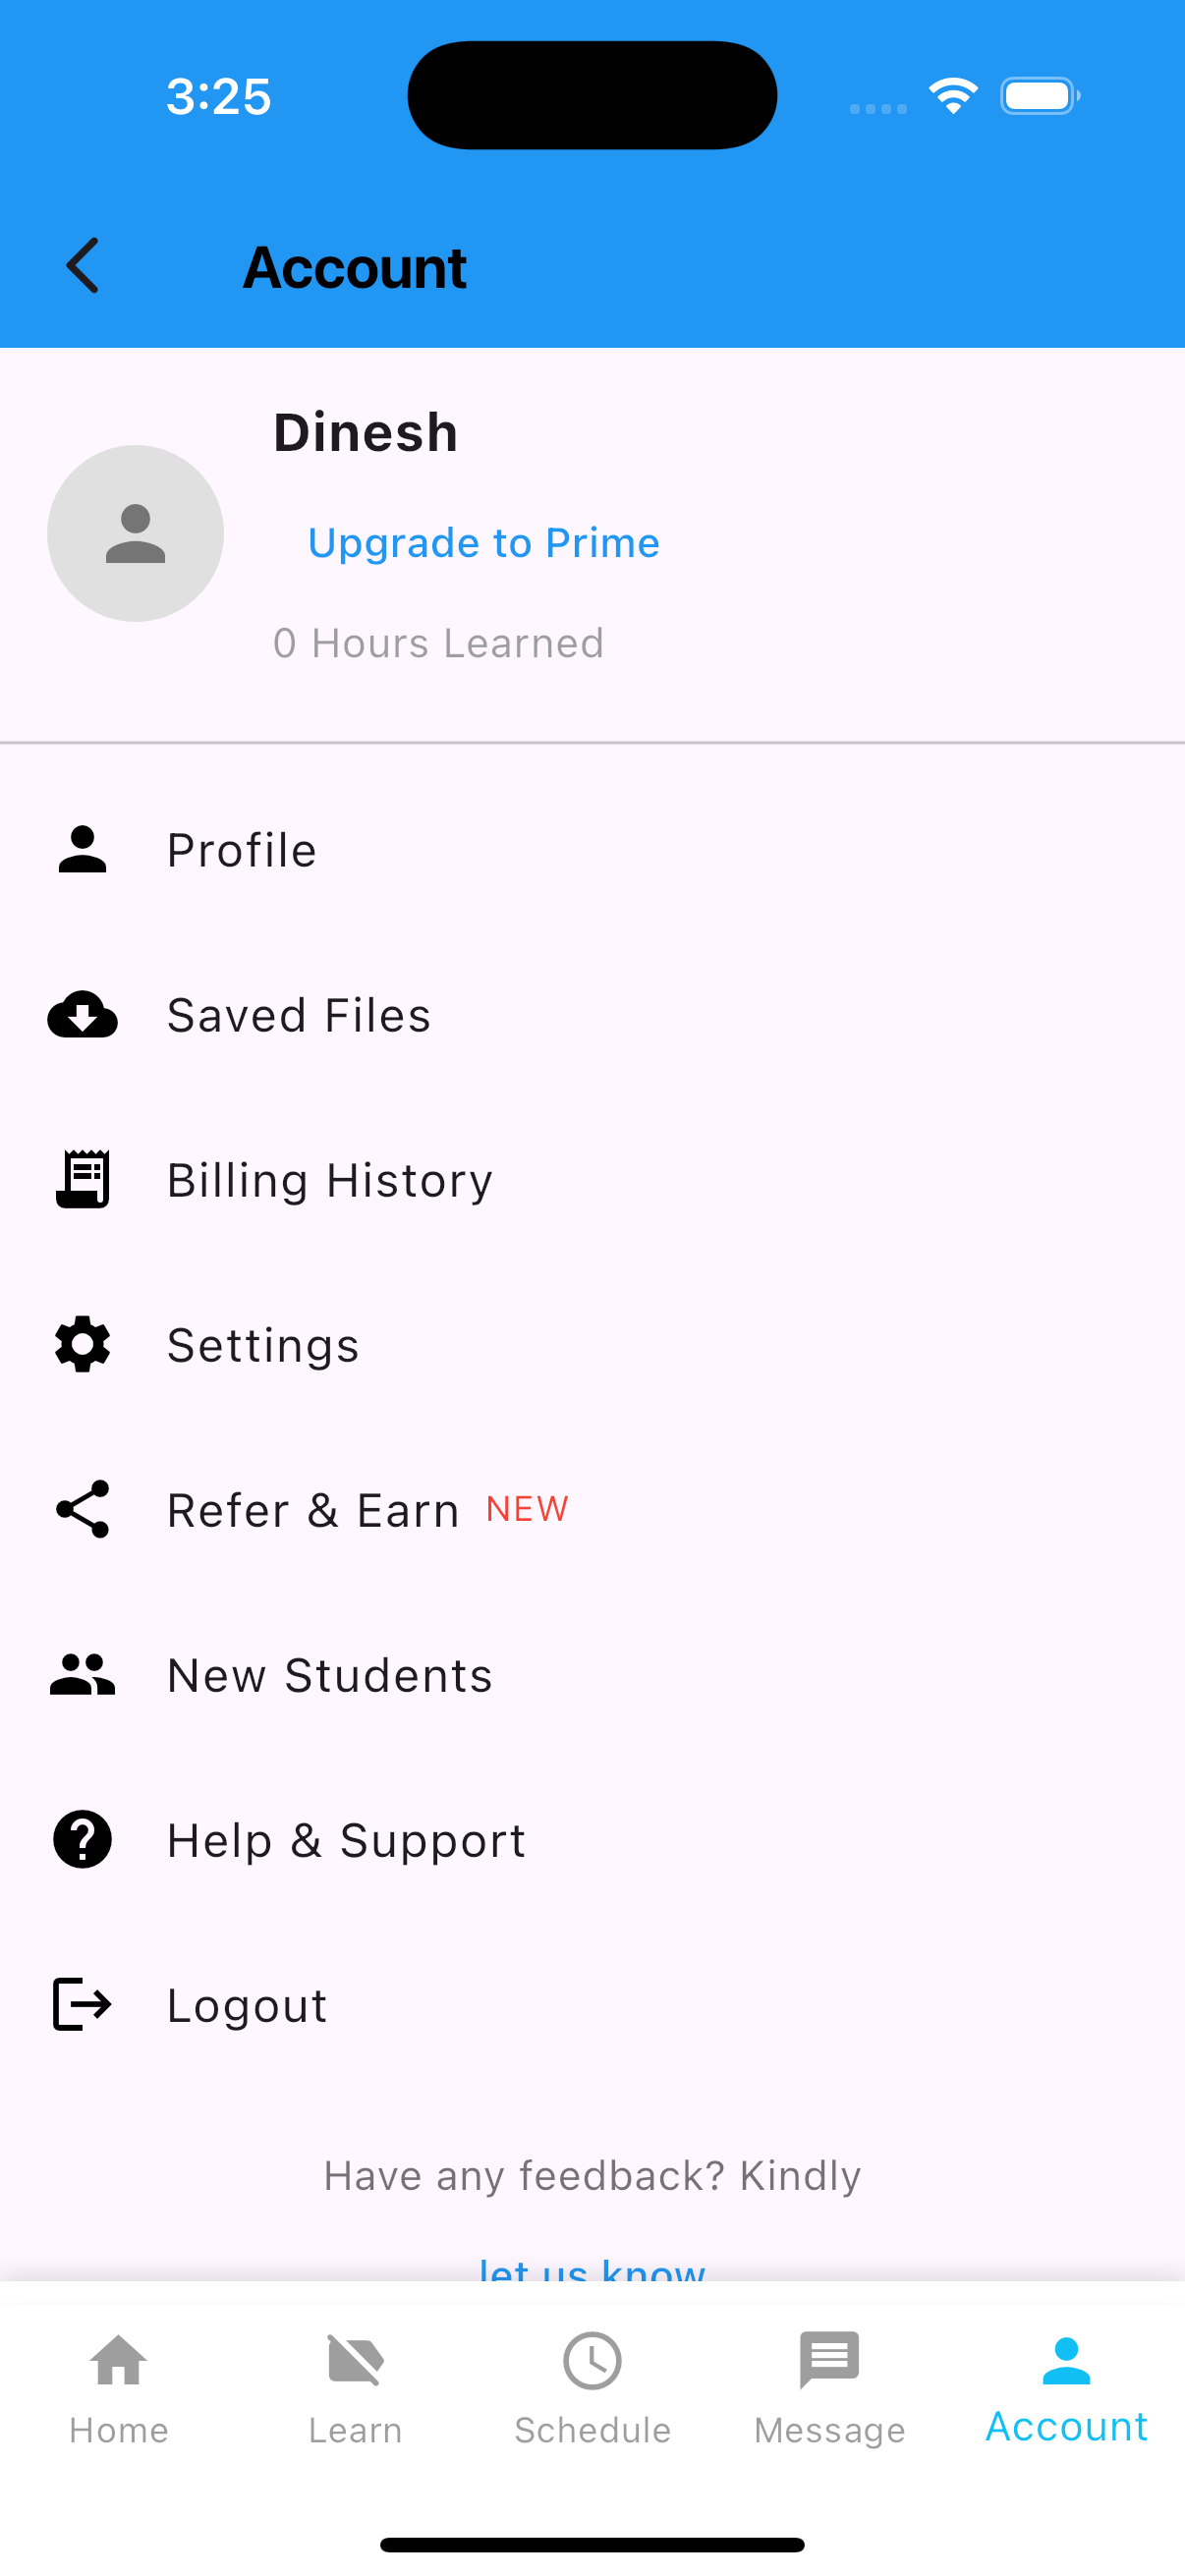 3:25
Account
Dinesh
Upgrade to Prime
0 Hours Learned
Profile
Saved Files
Billing History
Settings
Refer & Earn NEW
New Students
Help & Support
Logout
Have any feedback? Kindly
let us know
Home Learn Schedule Message Account